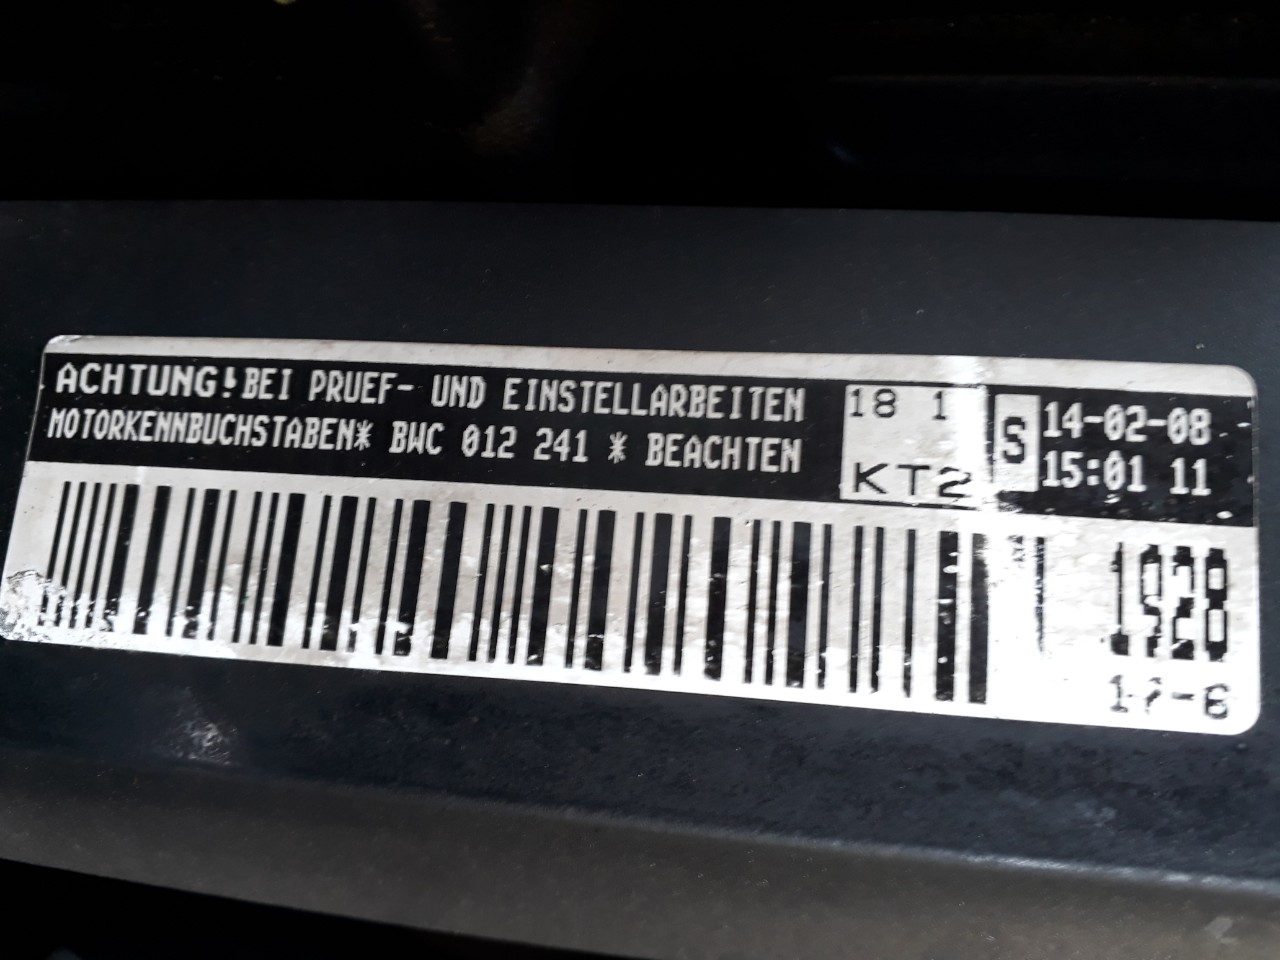 ACHTUNG!BEI PRUEF- UND EINSTELLARBEITEN
MOTORKENNBUCHSTABEN* BWC 012 241 * BEACHTEN
18 1
KT2
S
14-02-08
15:01 11
1928